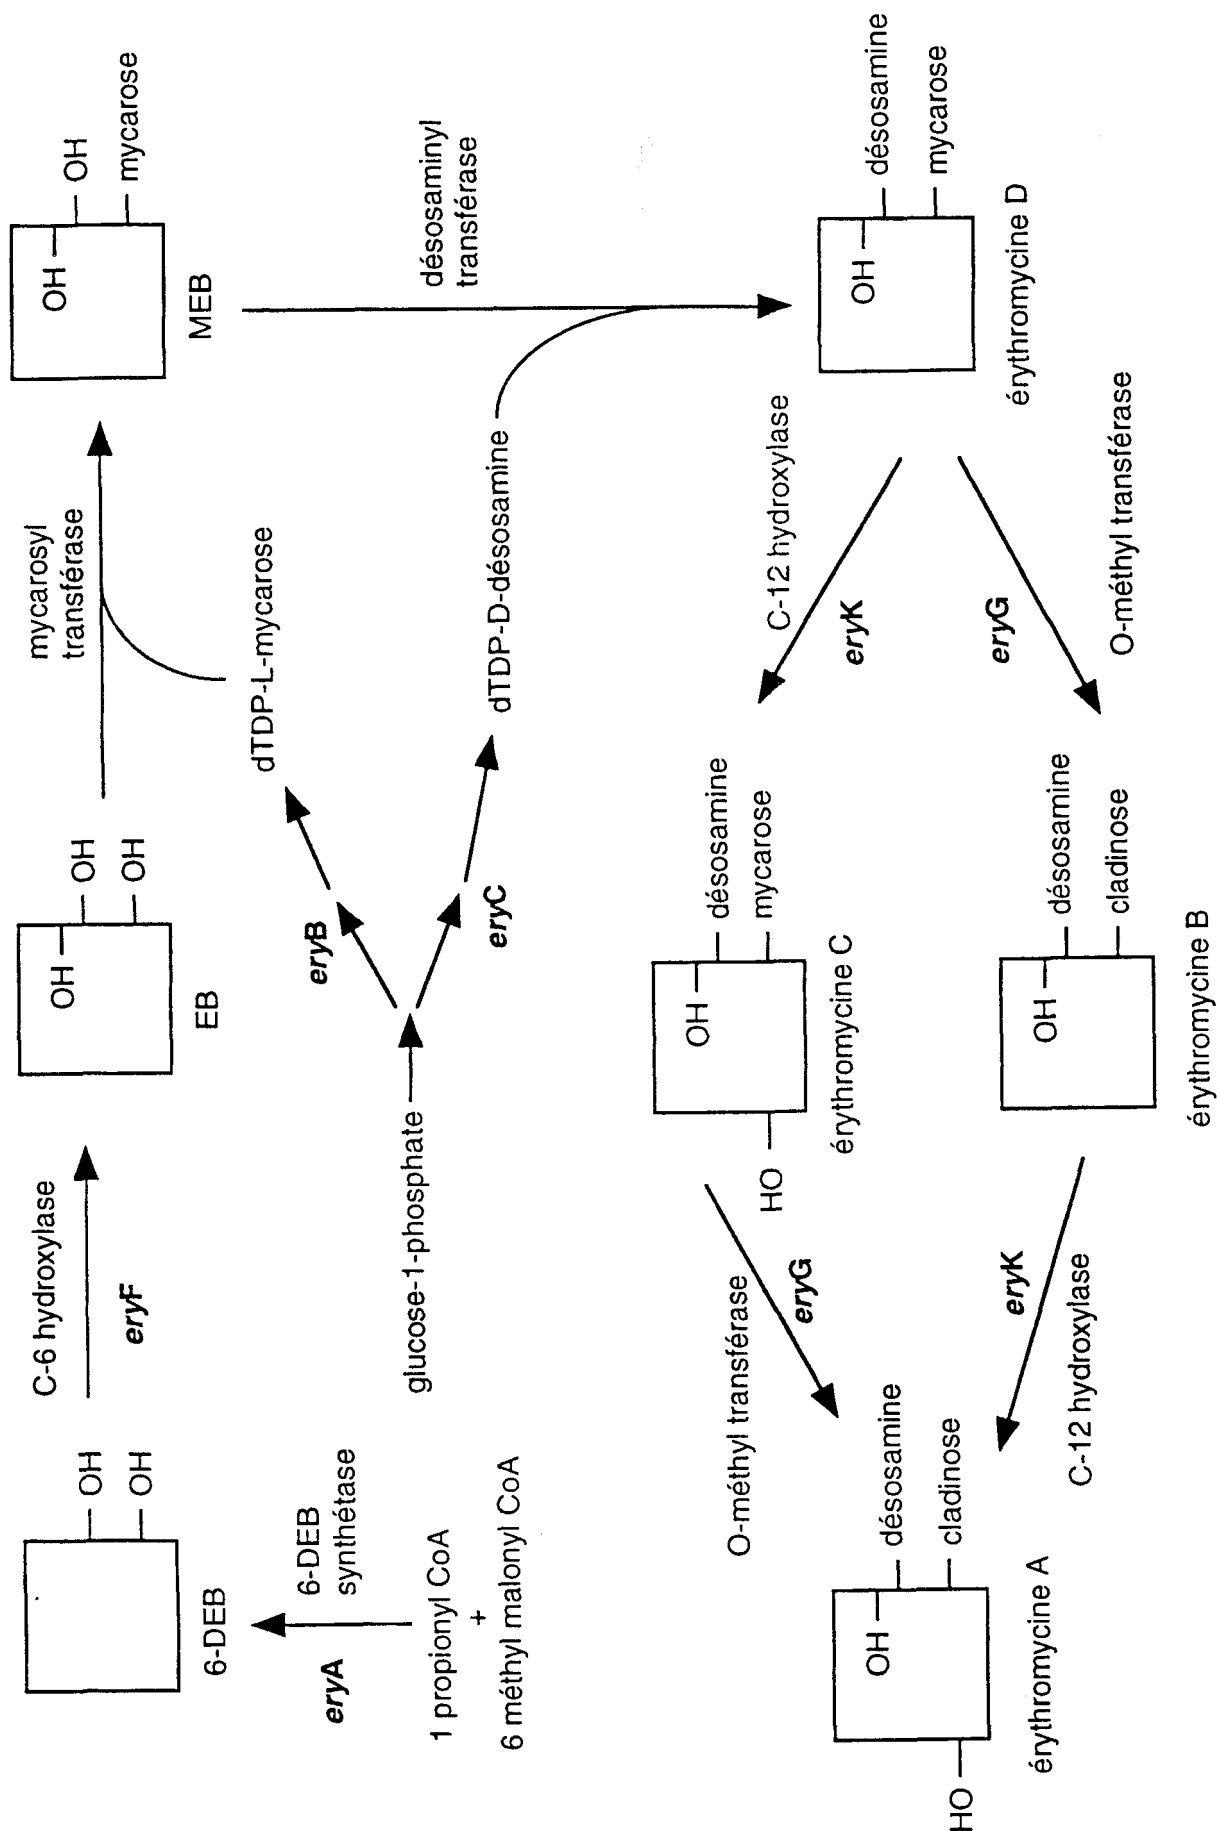 OH
OH
6-DEB
eryA
6-DEB
synthétase
1 propionyl CoA
+
6 méthyl malonyl CoA
C-6 hydroxylase
eryF
OH
OH
OH
EB
mycarosyl
transférase
OH
OH
mycarose
MEB
glucose-1-phosphate
eryB
eryC
dTDP-L-mycarose
dTDP-D-désosamine
désosaminyl
transférase
OH
désosamine
mycarose
érythromycine D
C-12 hydroxylase
eryK
eryG
O-méthyl transférase
OH
HO
désosamine
mycarose
érythromycine C
OH
désosamine
cladinose
érythromycine B
O-méthyl transférase
eryG
eryK
C-12 hydroxylase
OH
HO
désosamine
cladinose
érythromycine A